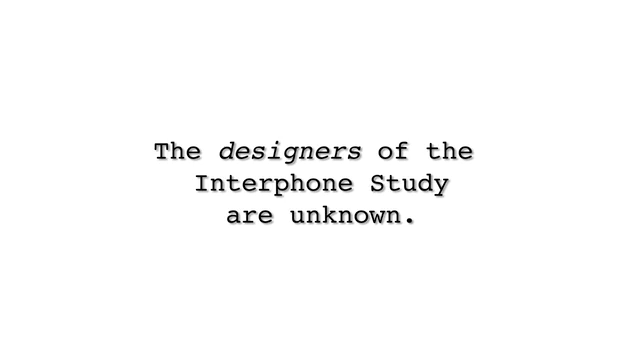 The designers of the
Interphone Study
are unknown.